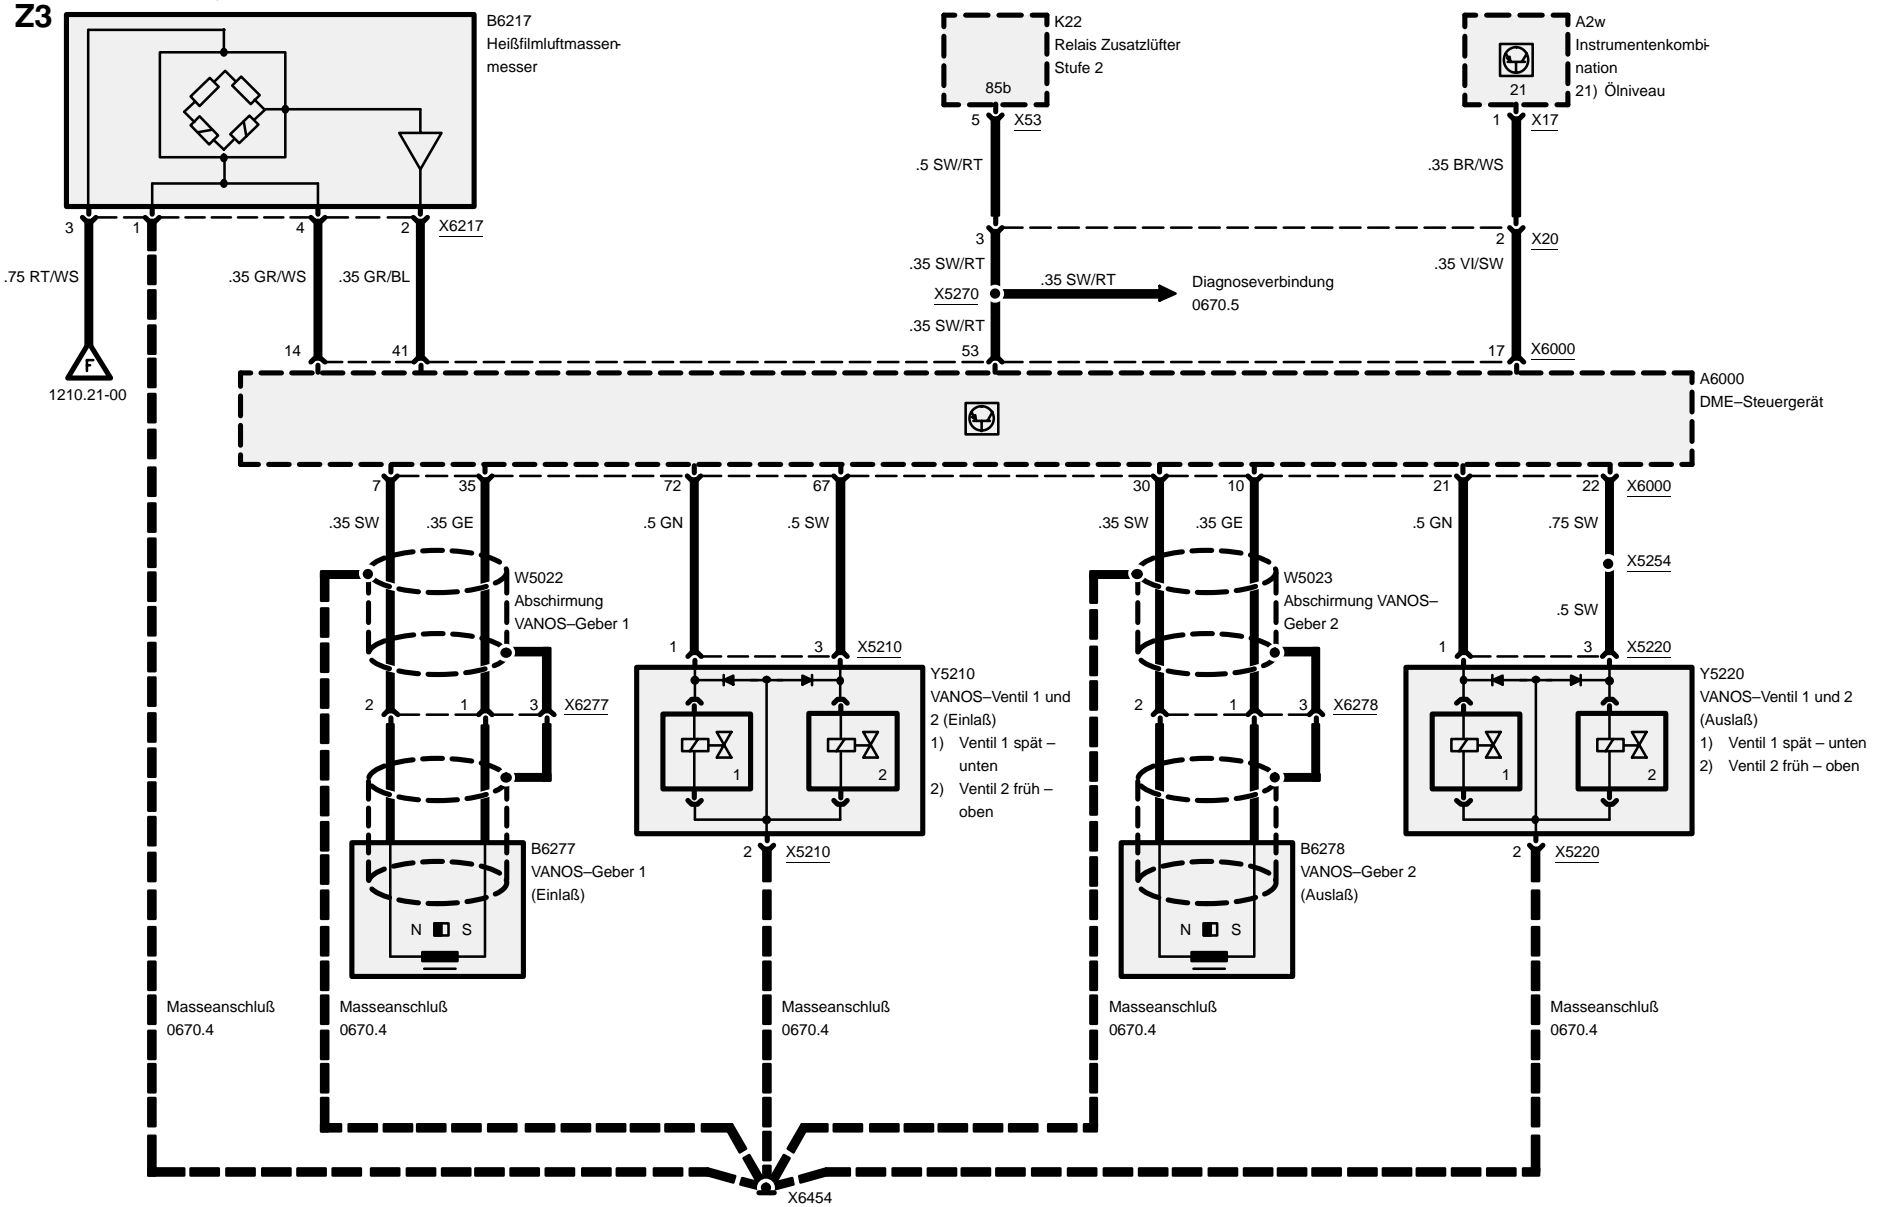 Z3
B6217
Heißfilmluftmassen-
messer
K22
Relais Zusatzlüfter
Stufe 2
85b
A2w
Instrumentenkombi-
nation
21) Ölniveau
21
5
X53
1
X17
.5 SW/RT
.35 BR/WS
3
1
4
2
X6217
3
2
X20
.75 RT/WS
.35 GR/WS
.35 GR/BL
.35 SW/RT
.35 VI/SW
.35 SW/RT
Diagnoseverbindung
0670.5
X5270
.35 SW/RT
14
41
53
17
X6000
F
1210.21-00
A6000
DME–Steuergerät
7
35
72
67
30
10
21
22
X6000
.35 SW
.35 GE
.5 GN
.5 SW
.35 SW
.35 GE
.5 GN
.75 SW
X5254
W5022
Abschirmung
VANOS–Geber 1
W5023
Abschirmung VANOS–
Geber 2
.5 SW
1
3
X5210
1
3
X5220
Y5210
VANOS–Ventil 1 und
2 (Einlaß)
1) Ventil 1 spät –
unten
2) Ventil 2 früh –
oben
Y5220
VANOS–Ventil 1 und 2
(Auslaß)
1) Ventil 1 spät – unten
2) Ventil 2 früh – oben
2
1
3
X6277
2
1
3
X6278
1
2
1
2
2
X5210
2
X5220
B6277
VANOS–Geber 1
(Einlaß)
B6278
VANOS–Geber 2
(Auslaß)
N
S
N
S
Masseanschluß
0670.4
Masseanschluß
0670.4
Masseanschluß
0670.4
Masseanschluß
0670.4
Masseanschluß
0670.4
X6454